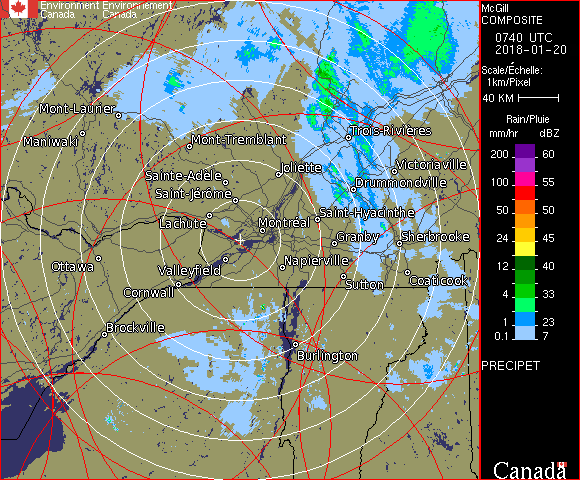 Environment Environnement
Canada Canada
McGill
COMPOSITE
0740 UTC
2018-01-20
Scale/Échelle:
1km/Pixel
40 KM
Rain/Pluie
mm/hr dBZ
200 60
100 55
50 50
24 45
12 40
4 33
1 23
0.1 7
PRECIPET
Canada
Mont-Laurier
Maniwaki
Mont-Tremblant
Trois-Rivières
Joliette
Victoriaville
Sainte-Adèle
Drummondville
Saint-Jérôme
Lachute
Saint-Hyacinthe
Montréal
Granby
Sherbrooke
Ottawa
Valleyfield
Napierville
Sutton
Coaticook
Cornwall
Brockville
Burlington